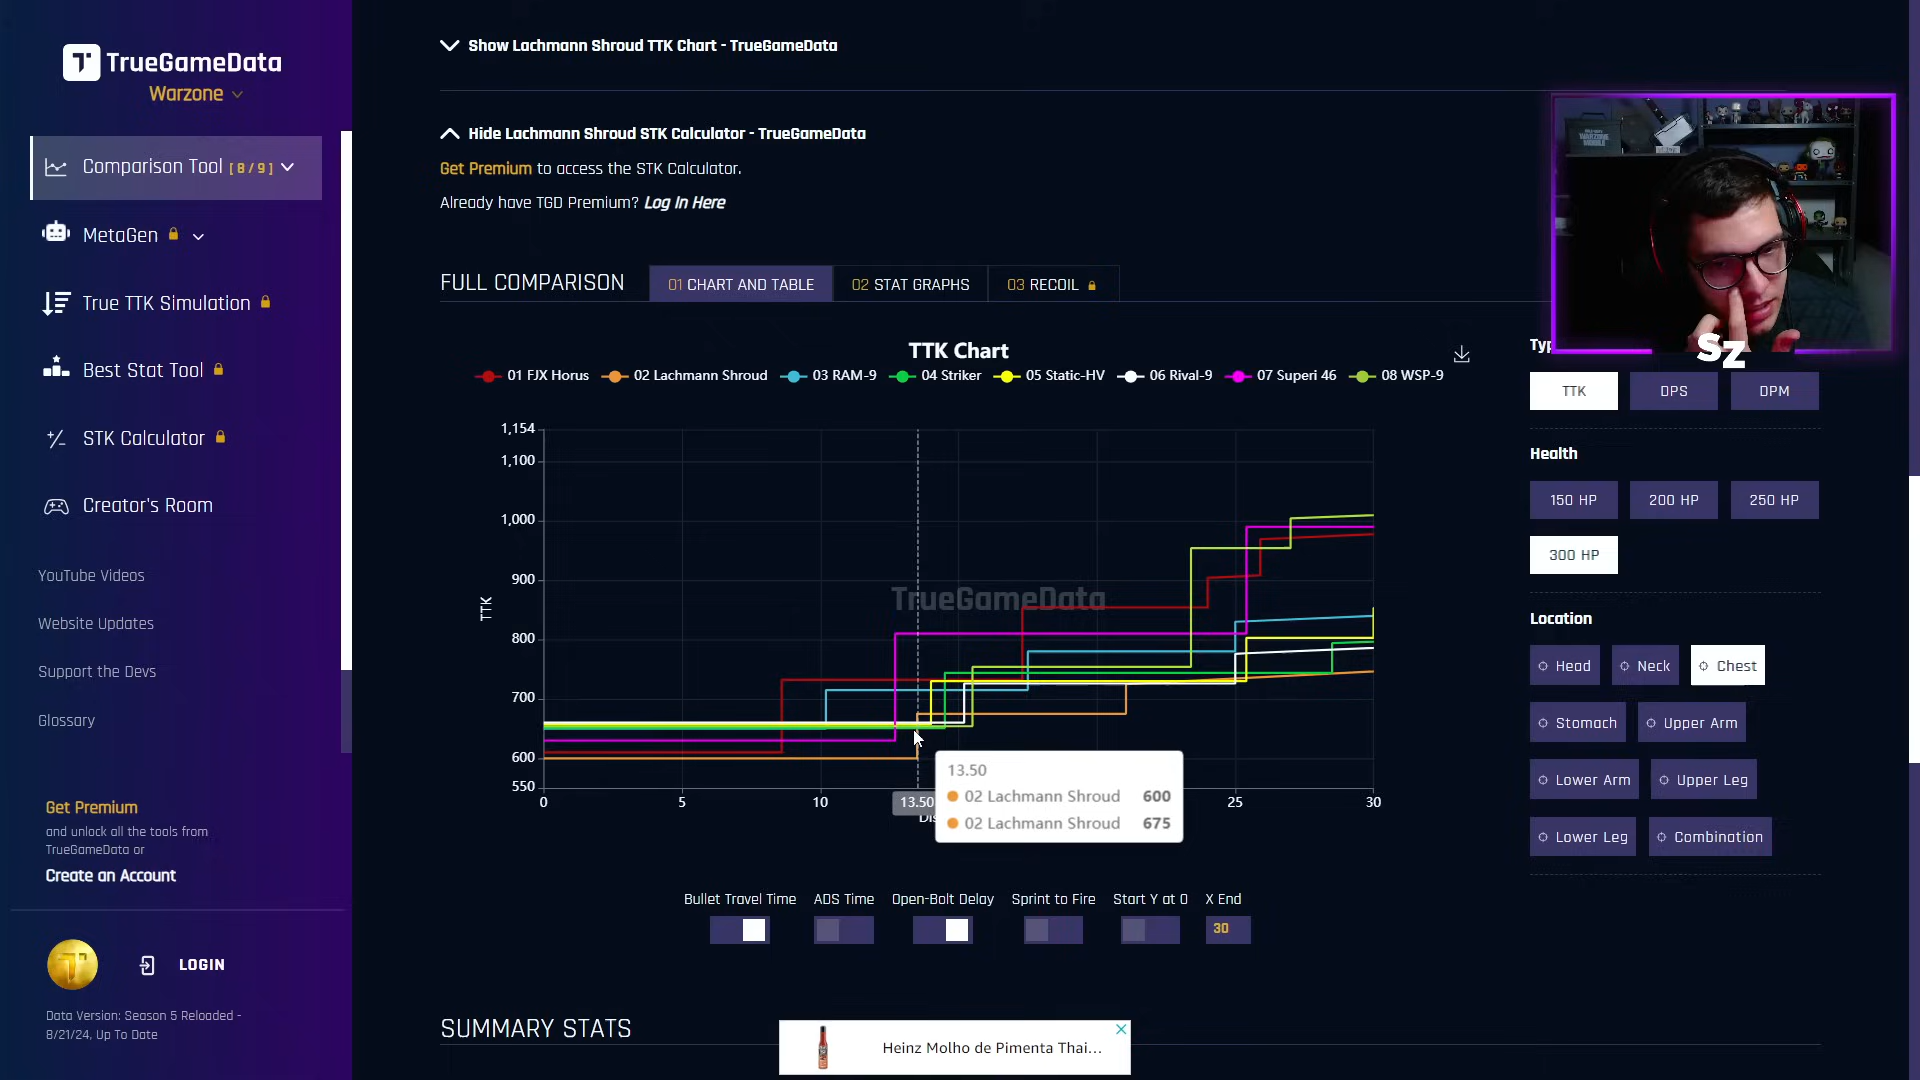 TrueGameData
Warzone
Comparison Tool [8/9]
MetaGen
True TTK Simulation
Best Stat Tool
STK Calculator
Creator's Room
YouTube Videos
Website Updates
Support the Devs
Glossary
Get Premium
and unlock all the tools from
TrueGameData or
Create an Account
LOGIN
Data Version: Season 5 Reloaded -
8/21/24, Up To Date
Show Lachmann Shroud TTK Chart - TrueGameData
Hide Lachmann Shroud STK Calculator - TrueGameData
Get Premium to access the STK Calculator.
Already have TGD Premium? Log In Here
FULL COMPARISON
01 CHART AND TABLE
02 STAT GRAPHS
03 RECOIL
TTK Chart
01 FJX Horus
02 Lachmann Shroud
03 RAM-9
04 Striker
05 Static-HV
06 Rival-9
07 Superi 46
08 WSP-9
1,154
1,100
1,000
900
800
700
600
550
TTK
TrueGameData
0
5
10
13.50
25
30
Dis
13.50
02 Lachmann Shroud 600
02 Lachmann Shroud 675
Bullet Travel Time
ADS Time
Open-Bolt Delay
Sprint to Fire
Start Y at 0
X End
30
SUMMARY STATS
Heinz Molho de Pimenta Thai...
WARZONE
MOBILE
Sz
Typ
TTK
DPS
DPM
Health
150 HP
200 HP
250 HP
300 HP
Location
Head
Neck
Chest
Stomach
Upper Arm
Lower Arm
Upper Leg
Lower Leg
Combination